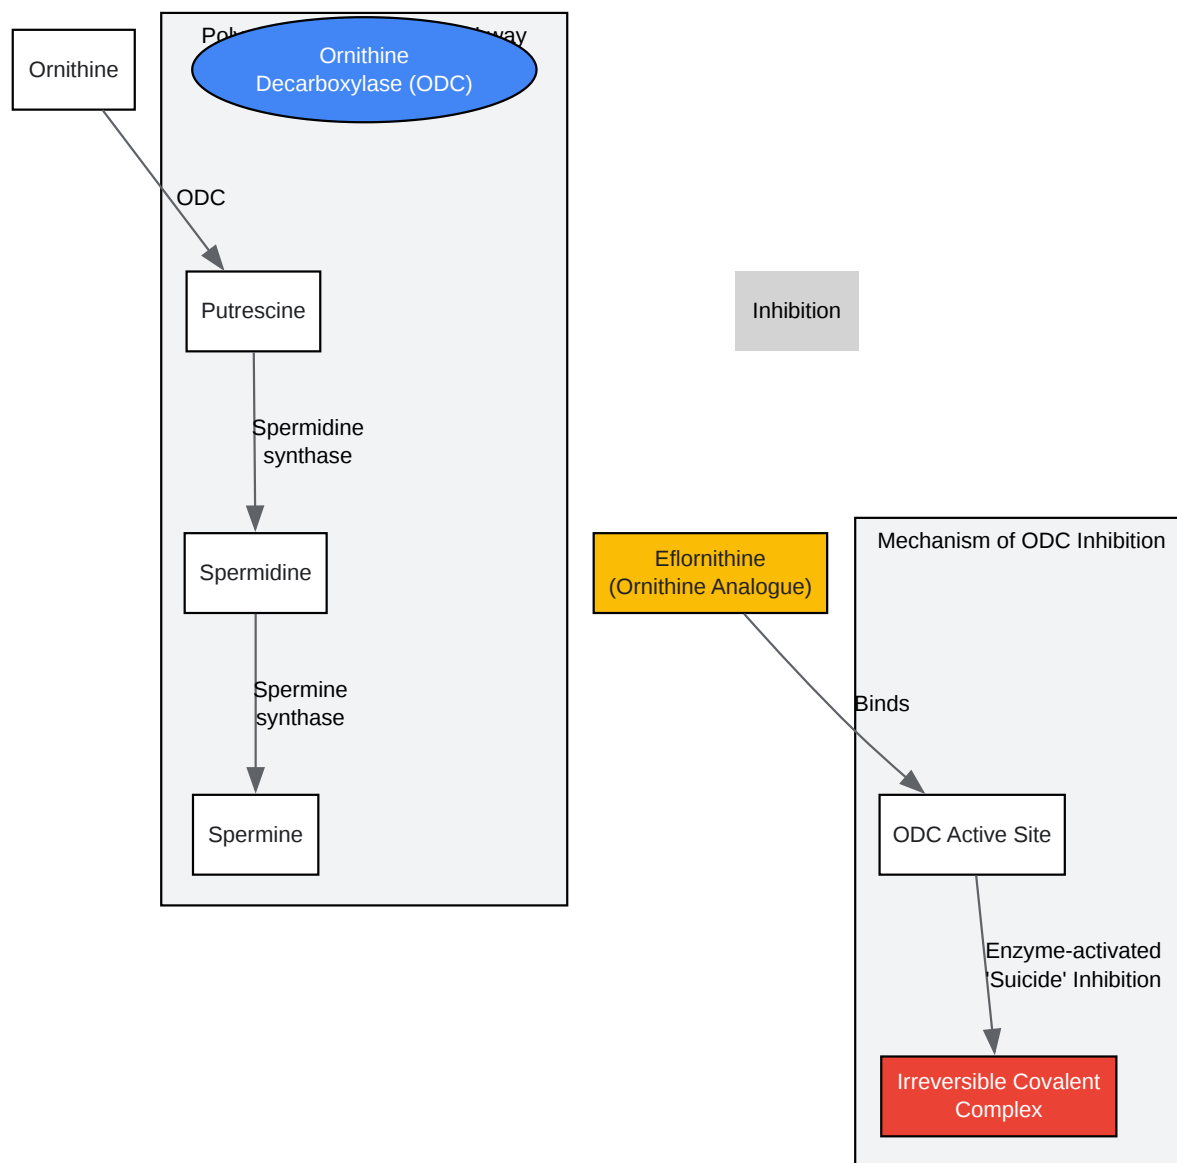 Ornithine
Ornithine
Decarboxylase (ODC)
ODC
Putrescine
Inhibition
Spermidine
synthase
Spermidine
Eflornithine
(Ornithine Analogue)
Mechanism of ODC Inhibition
Spermine
synthase
Binds
Spermine
ODC Active Site
Enzyme-activated
'Suicide' Inhibition
Irreversible Covalent
Complex